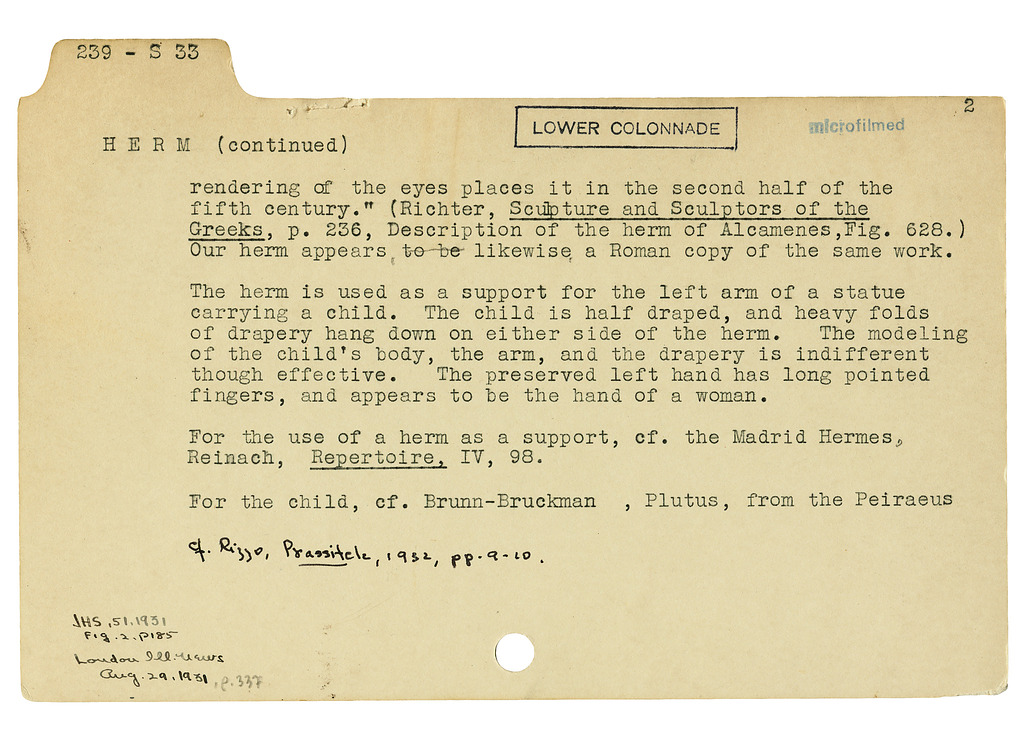 239 - S 33
2
LOWER COLONNADE
microfilmed
H E R M (continued)
rendering of the eyes places it in the second half of the
fifth century." (Richter, Sculpture and Sculptors of the
Greeks, p. 236, Description of the herm of Alcamenes,Fig. 628.)
Our herm appears, to be likewise, a Roman copy of the same work.
The herm is used as a support for the left arm of a statue
carrying a child. The child is half draped, and heavy folds
of drapery hang down on either side of the herm. The modeling
of the child's body, the arm, and the drapery is indifferent
though effective. The preserved left hand has long pointed
fingers, and appears to be the hand of a woman.
For the use of a herm as a support, cf. the Madrid Hermes,
Reinach, Repertoire, IV, 98.
For the child, cf. Brunn-Bruckman , Plutus, from the Peiraeus
cf. Rizzo, Prassitele, 1932, pp. 9-10.
JHS, 51, 1931
Fig. 2, p185
London Ill. News
Aug. 29, 1931, p. 337